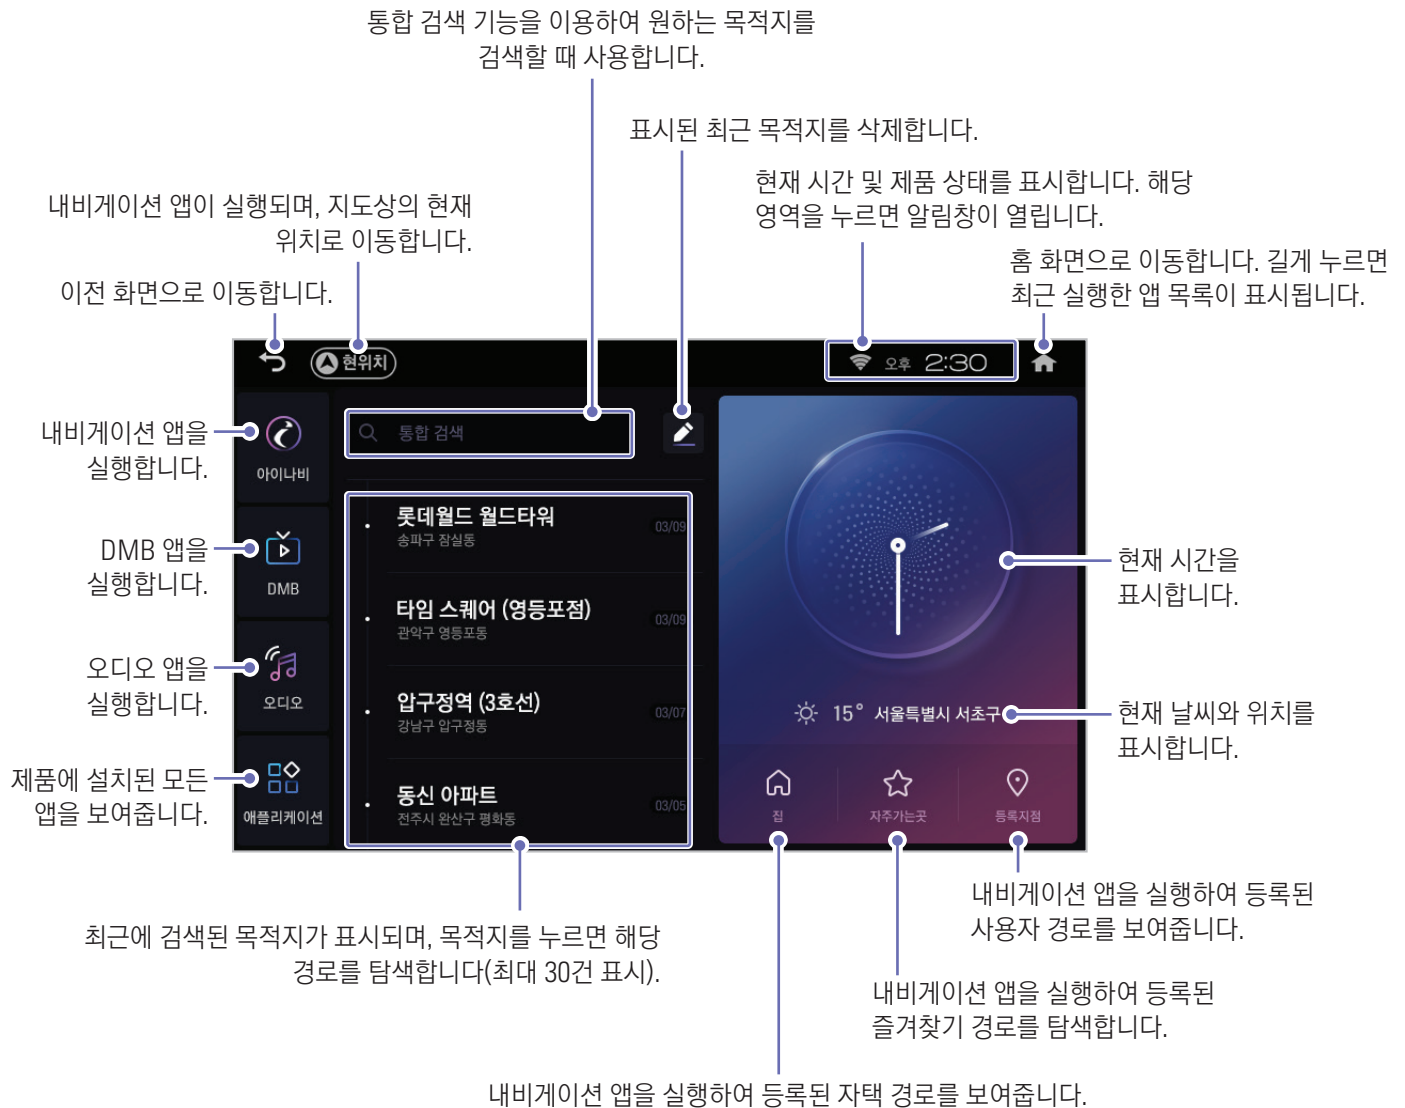 통합 검색 기능을 이용하여 원하는 목적지를
검색할 때 사용합니다.
표시된 최근 목적지를 삭제합니다.
현재 시간 및 제품 상태를 표시합니다. 해당
영역을 누르면 알림창이 열립니다.
내비게이션 앱이 실행되며, 지도상의 현재
위치로 이동합니다.
홈 화면으로 이동합니다. 길게 누르면
최근 실행한 앱 목록이 표시됩니다.
이전 화면으로 이동합니다.
현위치
오후 2:30
내비게이션 앱을
실행합니다.
아이나비
통합 검색
DMB 앱을
실행합니다.
DMB
오디오 앱을
실행합니다.
오디오
제품에 설치된 모든
앱을 보여줍니다.
애플리케이션
롯데월드 월드타워
송파구 잠실동
03/09
타임 스퀘어 (영등포점)
관악구 영등포동
03/09
압구정역 (3호선)
강남구 압구정동
03/07
동신 아파트
전주시 완산구 평화동
03/05
현재 시간을
표시합니다.
15° 서울특별시 서초구
현재 날씨와 위치를
표시합니다.
집
자주가는곳
등록지점
내비게이션 앱을 실행하여 등록된
사용자 경로를 보여줍니다.
최근에 검색된 목적지가 표시되며, 목적지를 누르면 해당
경로를 탐색합니다(최대 30건 표시).
내비게이션 앱을 실행하여 등록된
즐겨찾기 경로를 탐색합니다.
내비게이션 앱을 실행하여 등록된 자택 경로를 보여줍니다.